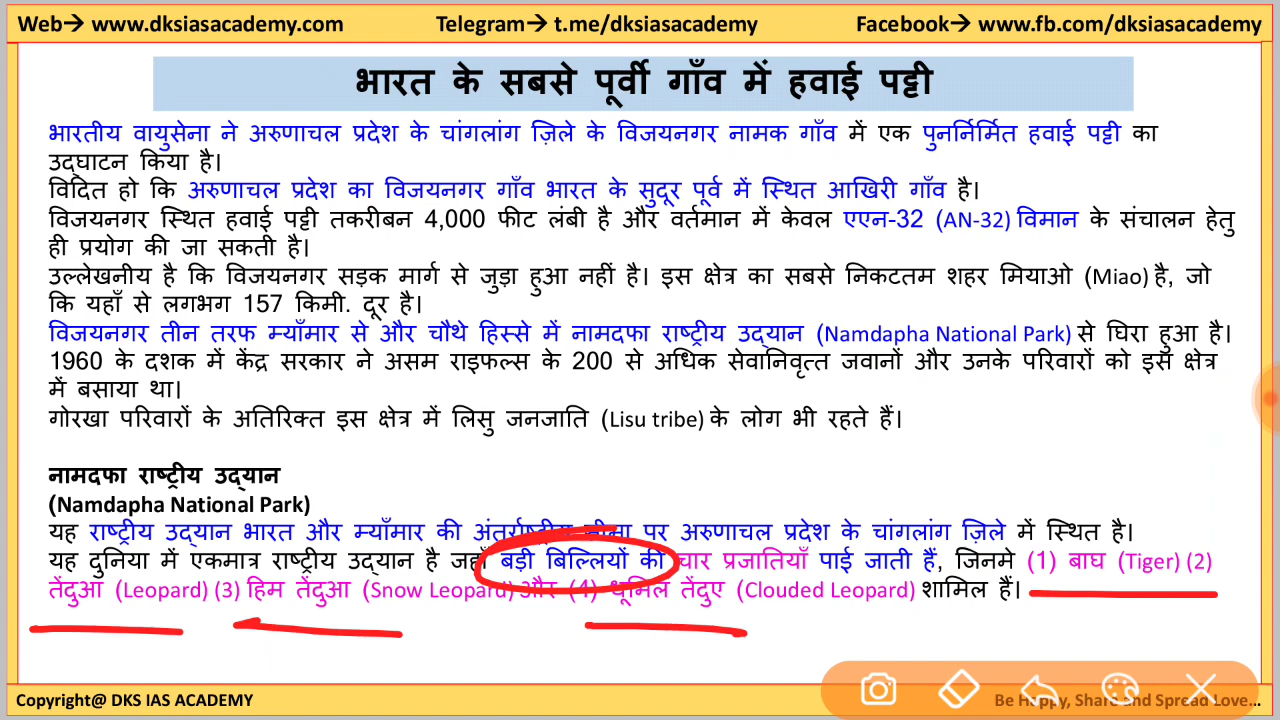 Web→ www.dksiasacademy.com Telegram→ t.me/dksiasacademy Facebook→ www.fb.com/dksiasacademy
भारत के सबसे पूर्वी गाँव में हवाई पट्टी
भारतीय वायुसेना ने अरुणाचल प्रदेश के चांगलांग ज़िले के विजयनगर नामक गाँव में एक पुनर्निर्मित हवाई पट्टी का
उद्घाटन किया है।
विदित हो कि अरुणाचल प्रदेश का विजयनगर गाँव भारत के सुदूर पूर्व में स्थित आखिरी गाँव है।
विजयनगर स्थित हवाई पट्टी तकरीबन 4,000 फीट लंबी है और वर्तमान में केवल एएन-32 (AN-32) विमान के संचालन हेतु
ही प्रयोग की जा सकती है।
उल्लेखनीय है कि विजयनगर सड़क मार्ग से जुड़ा हुआ नहीं है। इस क्षेत्र का सबसे निकटतम शहर मियाओ (Miao) है, जो
कि यहाँ से लगभग 157 किमी. दूर है।
विजयनगर तीन तरफ म्याँमार से और चौथे हिस्से में नामदफा राष्ट्रीय उद्यान (Namdapha National Park) से घिरा हुआ है।
1960 के दशक में केंद्र सरकार ने असम राइफल्स के 200 से अधिक सेवानिवृत्त जवानों और उनके परिवारों को इस क्षेत्र
में बसाया था।
गोरखा परिवारों के अतिरिक्त इस क्षेत्र में लिसु जनजाति (Lisu tribe) के लोग भी रहते हैं।
नामदफा राष्ट्रीय उद्यान
(Namdapha National Park)
यह राष्ट्रीय उद्यान भारत और म्याँमार की अंतर्राष्ट्रीय सीमा पर अरुणाचल प्रदेश के चांगलांग ज़िले में स्थित है।
यह दुनिया में एकमात्र राष्ट्रीय उद्यान है जहाँ बड़ी बिल्लियों की चार प्रजातियाँ पाई जाती हैं, जिनमे (1) बाघ (Tiger) (2)
तेंदुआ (Leopard) (3) हिम तेंदुआ (Snow Leopard) और (4) धूमिल तेंदुए (Clouded Leopard) शामिल हैं।
Copyright@ DKS IAS ACADEMY Be Happy, Share and Spread Love...